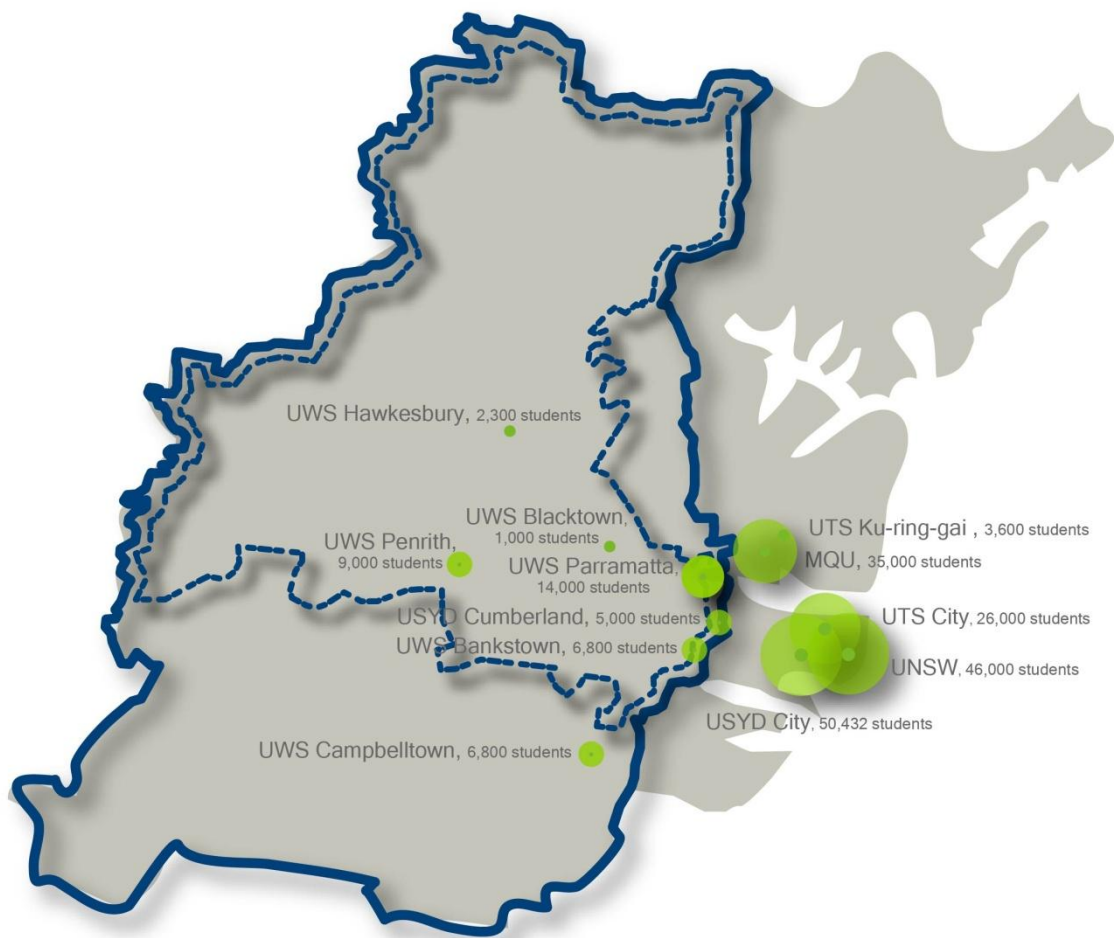 UWS Hawkesbury, 2,300 students
UWS Blacktown,
1,000 students
UWS Penrith,
9,000 students
UWS Parramatta,
14,000 students
USYD Cumberland, 5,000 students
UWS Bankstown, 6,800 students
UWS Campbelltown, 6,800 students
UTS Ku-ring-gai , 3,600 students
MQU, 35,000 students
UTS City, 26,000 students
UNSW, 46,000 students
USYD City, 50,432 students